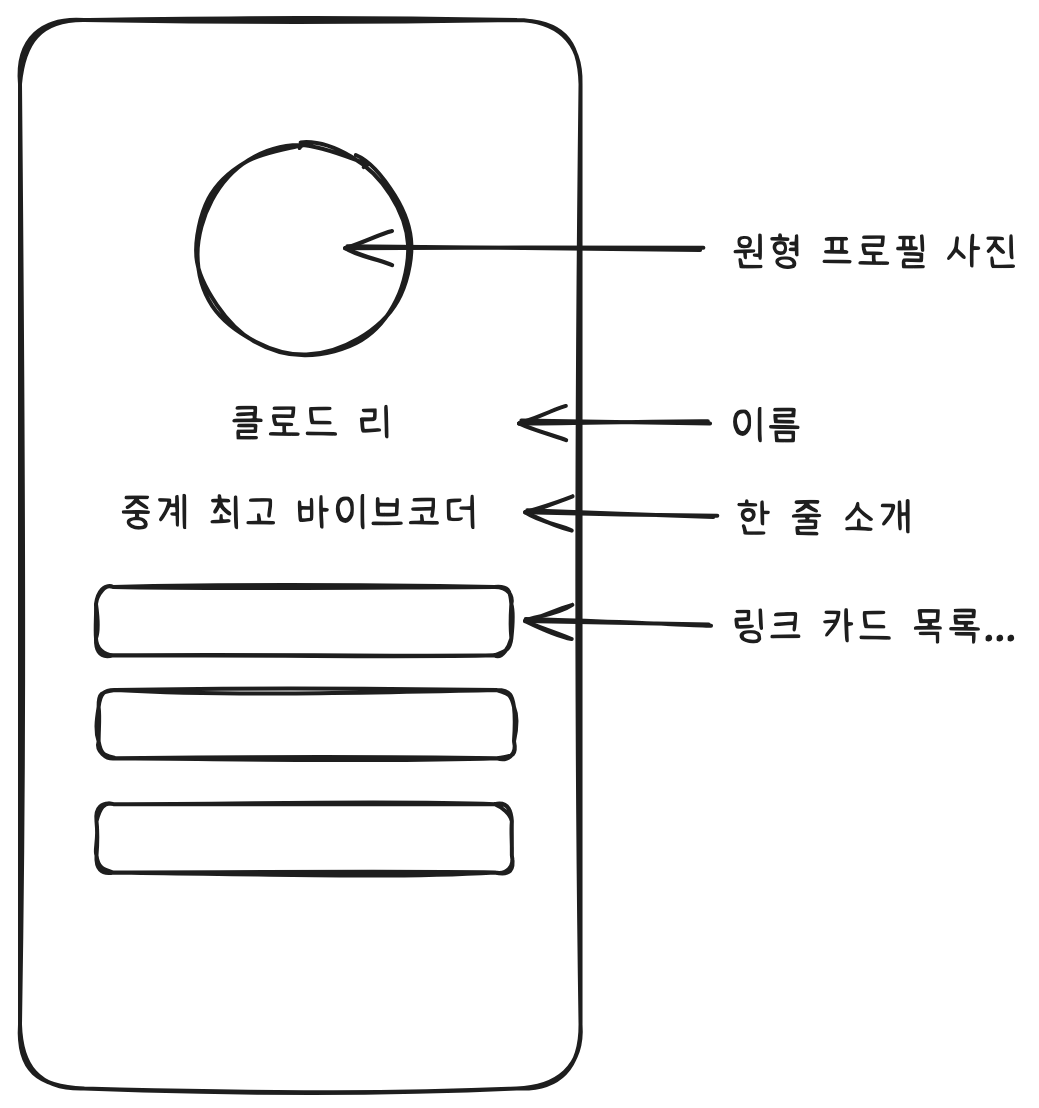 원형 프로필 사진
클로드 리
이름
중계 최고 바이브코더
한 줄 소개
링크 카드 목록...